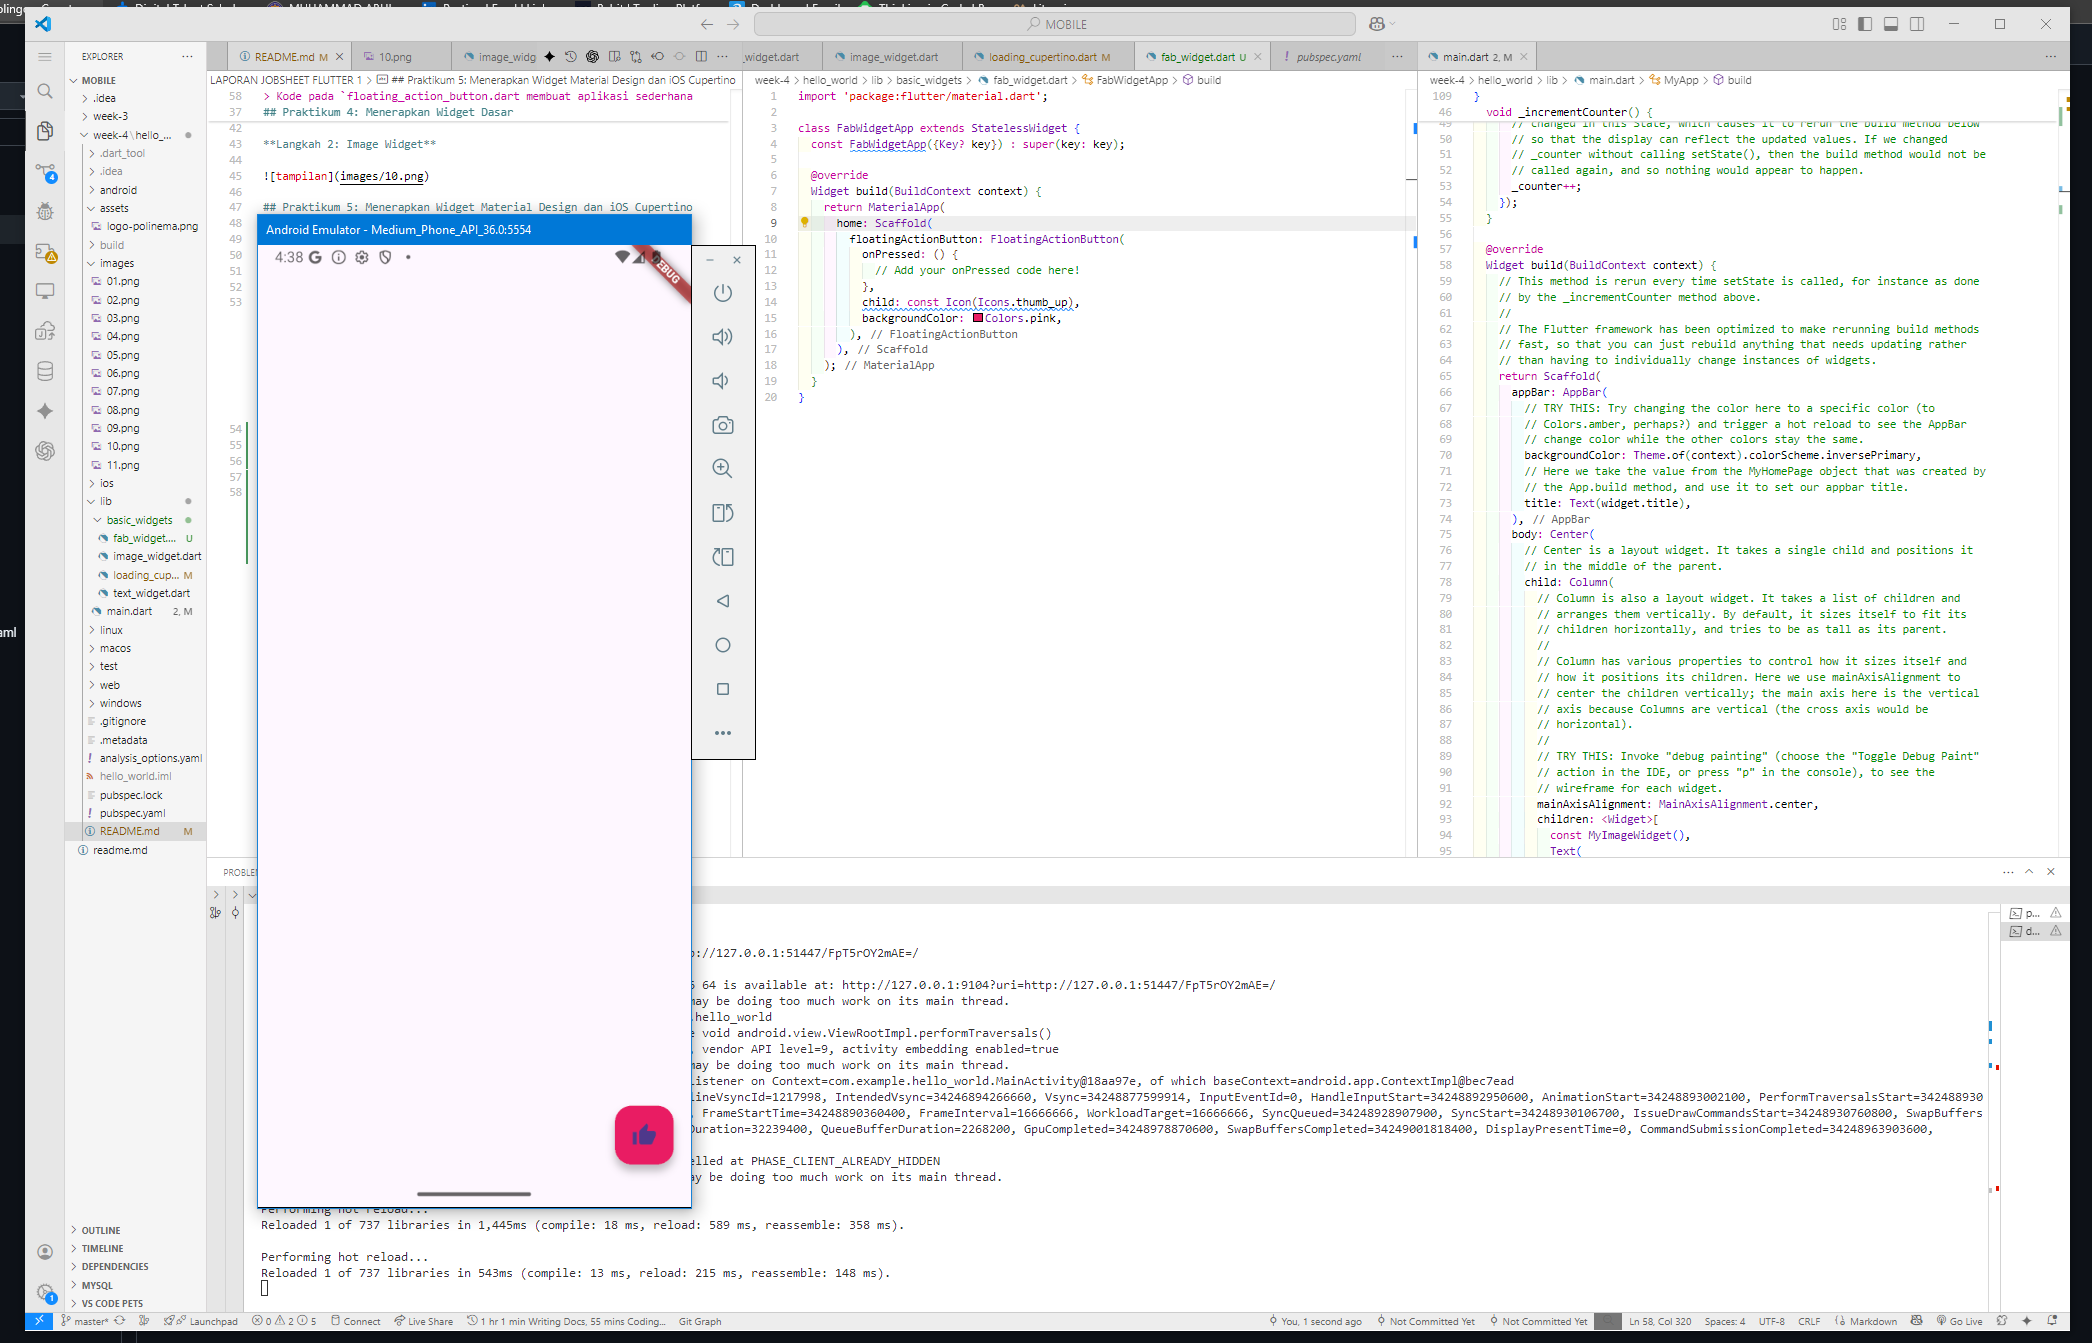 MOBILE
EXPLORER
MOBILE
.idea
week-3
week-4\hello_...
.dart_tool
.idea
android
assets
logo-polinema.png
build
images
01.png
02.png
03.png
04.png
05.png
06.png
07.png
08.png
09.png
10.png
11.png
ios
lib
basic_widgets
fab_widget.... U
image_widget.dart
loading_cup... M
text_widget.dart
main.dart 2, M
linux
macos
test
web
windows
.gitignore
.metadata
analysis_options.yaml
hello_world.iml
pubspec.lock
pubspec.yaml
README.md M
readme.md
OUTLINE
TIMELINE
DEPENDENCIES
MYSQL
VS CODE PETS
README.md M
10.png
image_widg
LAPORAN JOBSHEET FLUTTER 1 > ## Praktikum 5: Menerapkan Widget Material Design dan iOS Cupertino
58 > Kode pada `floating_action_button.dart membuat aplikasi sederhana
37 ## Praktikum 4: Menerapkan Widget Dasar
42
43 **Langkah 2: Image Widget**
44
45 ![tampilan](images/10.png)
46
47 ## Praktikum 5: Menerapkan Widget Material Design dan iOS Cupertino
48
49
50
51
52
53
54
55
56
57
58
Android Emulator - Medium_Phone_API_36.0:5554
4:38
_widget.dart
image_widget.dart
loading_cupertino.dart M
fab_widget.dart U
pubspec.yaml
week-4 > hello_world > lib > basic_widgets > fab_widget.dart > FabWidgetApp > build
1 import 'package:flutter/material.dart';
2
3 class FabWidgetApp extends StatelessWidget {
4 const FabWidgetApp({Key? key}) : super(key: key);
5
6 @override
7 Widget build(BuildContext context) {
8 return MaterialApp(
9 home: Scaffold(
10 floatingActionButton: FloatingActionButton(
11 onPressed: () {
12 // Add your onPressed code here!
13 },
14 child: const Icon(Icons.thumb_up),
15 backgroundColor: Colors.pink,
16 ), // FloatingActionButton
17 ), // Scaffold
18 ); // MaterialApp
19 }
20 }
main.dart 2, M
week-4 > hello_world > lib > main.dart > MyApp > build
109 }
46 void _incrementCounter() {
49 // changed in this State, which causes it to rerun the build method below
50 // so that the display can reflect the updated values. If we changed
51 // _counter without calling setState(), then the build method would not be
52 // called again, and so nothing would appear to happen.
53 _counter++;
54 });
55 }
56
57 @override
58 Widget build(BuildContext context) {
59 // This method is rerun every time setState is called, for instance as done
60 // by the _incrementCounter method above.
61 //
62 // The Flutter framework has been optimized to make rerunning build methods
63 // fast, so that you can just rebuild anything that needs updating rather
64 // than having to individually change instances of widgets.
65 return Scaffold(
66 appBar: AppBar(
67 // TRY THIS: Try changing the color here to a specific color (to
68 // Colors.amber, perhaps?) and trigger a hot reload to see the AppBar
69 // change color while the other colors stay the same.
70 backgroundColor: Theme.of(context).colorScheme.inversePrimary,
71 // Here we take the value from the MyHomePage object that was created by
72 // the App.build method, and use it to set our appbar title.
73 title: Text(widget.title),
74 ), // AppBar
75 body: Center(
76 // Center is a layout widget. It takes a single child and positions it
77 // in the middle of the parent.
78 child: Column(
79 // Column is also a layout widget. It takes a list of children and
80 // arranges them vertically. By default, it sizes itself to fit its
81 // children horizontally, and tries to be as tall as its parent.
82 //
83 // Column has various properties to control how it sizes itself and
84 // how it positions its children. Here we use mainAxisAlignment to
85 // center the children vertically; the main axis here is the vertical
86 // axis because Columns are vertical (the cross axis would be
87 // horizontal).
88 //
89 // TRY THIS: Invoke "debug painting" (choose the "Toggle Debug Paint"
90 // action in the IDE, or press "p" in the console), to see the
91 // wireframe for each widget.
92 mainAxisAlignment: MainAxisAlignment.center,
93 children: <Widget>[
94 const MyImageWidget(),
95 Text(
PROBLE
p://127.0.0.1:51447/FpT5rOY2mAE=/
64 is available at: http://127.0.0.1:9104?uri=http://127.0.0.1:51447/FpT5rOY2mAE=/
may be doing too much work on its main thread.
.hello_world
e void android.view.ViewRootImpl.performTraversals()
, vendor API level=9, activity embedding enabled=true
may be doing too much work on its main thread.
istener on Context=com.example.hello_world.MainActivity@18aa97e, of which baseContext=android.app.ContextImpl@bec7ead
lineVsyncId=1217998, IntendedVsync=34246894266660, Vsync=34248877599914, InputEventId=0, HandleInputStart=34248892950600, AnimationStart=34248893002100, PerformTraversalsStart=342488930
, FrameStartTime=34248890360400, FrameInterval=16666666, WorkloadTarget=16666666, SyncQueued=34248928907900, SyncStart=34248930106700, IssueDrawCommandsStart=34248930760800, SwapBuffers
Duration=32239400, QueueBufferDuration=2268200, GpuCompleted=34248978870600, SwapBuffersCompleted=34249001818400, DisplayPresentTime=0, CommandSubmissionCompleted=34248963903600,
elled at PHASE_CLIENT_ALREADY_HIDDEN
ay be doing too much work on its main thread.
Performing hot reload...
Reloaded 1 of 737 libraries in 1,445ms (compile: 18 ms, reload: 589 ms, reassemble: 358 ms).
Performing hot reload...
Reloaded 1 of 737 libraries in 543ms (compile: 13 ms, reload: 215 ms, reassemble: 148 ms).
p...
d...
master* Launchpad 0 2 5 Connect Live Share 1 hr 1 min Writing Docs, 55 mins Coding... Git Graph
You, 1 second ago Not Committed Yet Not Committed Yet Ln 58, Col 320 Spaces: 4 UTF-8 CRLF Markdown Go Live